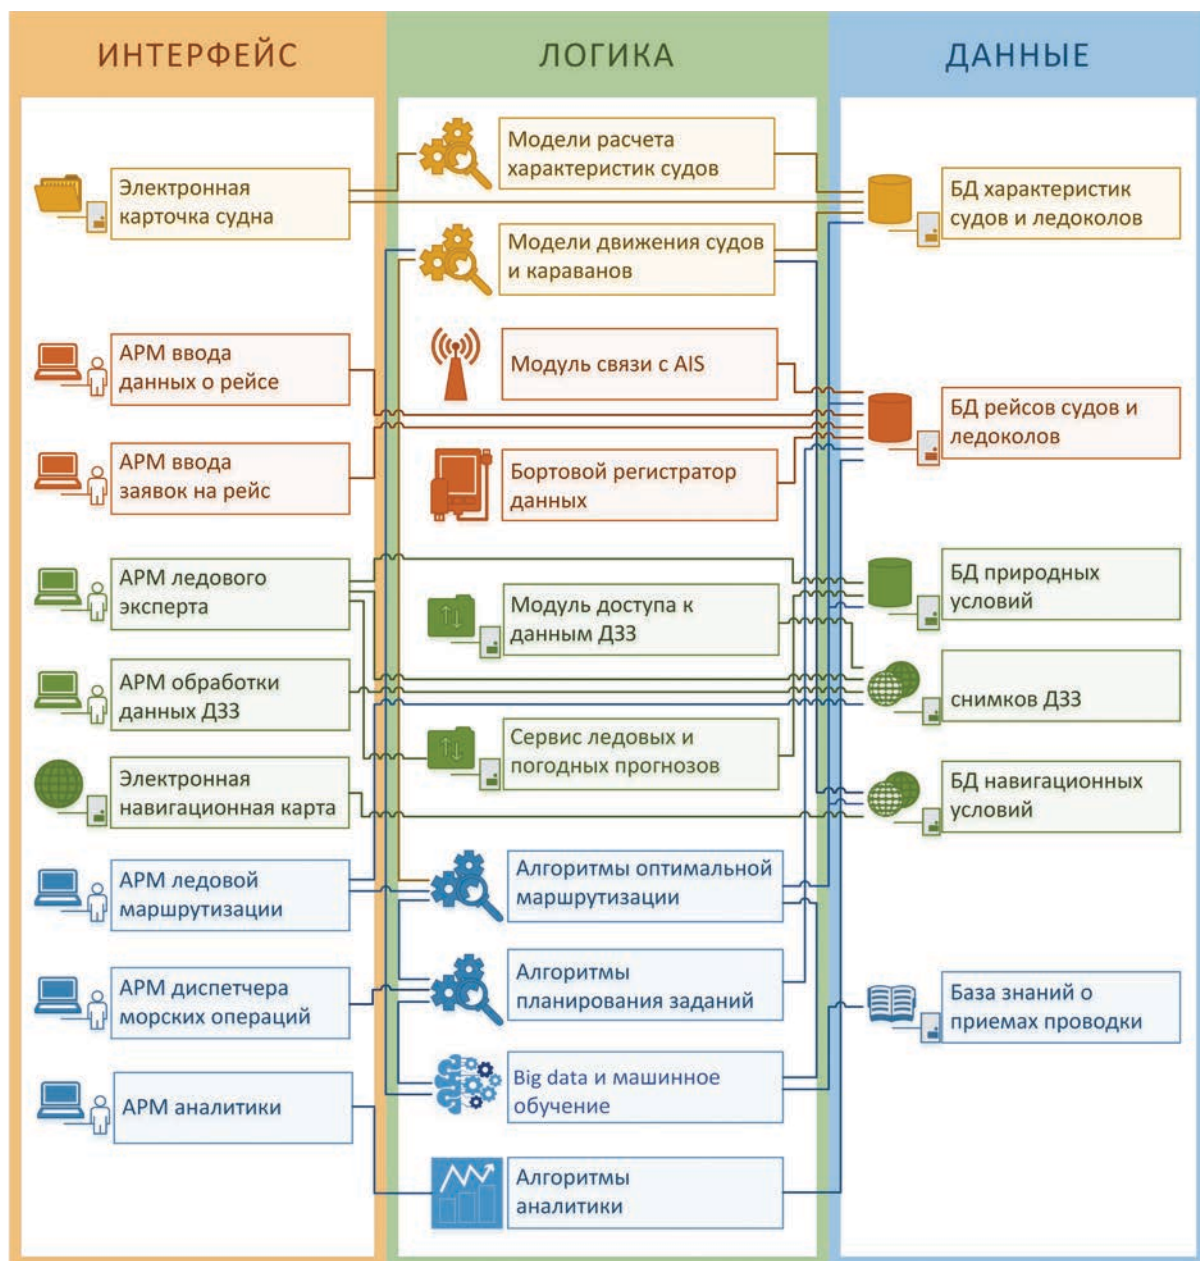 ИНТЕРФЕЙС
ЛОГИКА
ДАННЫЕ
Электронная
карточка судна
АРМ ввода
данных о рейсе
АРМ ввода
заявок на рейс
АРМ ледового
эксперта
АРМ обработки
данных ДЗЗ
Электронная
навигационная карта
АРМ ледовой
маршрутизации
АРМ диспетчера
морских операций
АРМ аналитики
Модели расчета
характеристик судов
Модели движения судов
и караванов
Модуль связи с AIS
Бортовой регистратор
данных
Модуль доступа к
данным ДЗЗ
Сервис ледовых и
погодных прогнозов
Алгоритмы оптимальной
маршрутизации
Алгоритмы
планирования заданий
Big data и машинное
обучение
Алгоритмы
аналитики
БД характеристик
судов и ледоколов
БД рейсов судов и
ледоколов
БД природных
условий
снимков ДЗЗ
БД навигационных
условий
База знаний о
приемах проводки